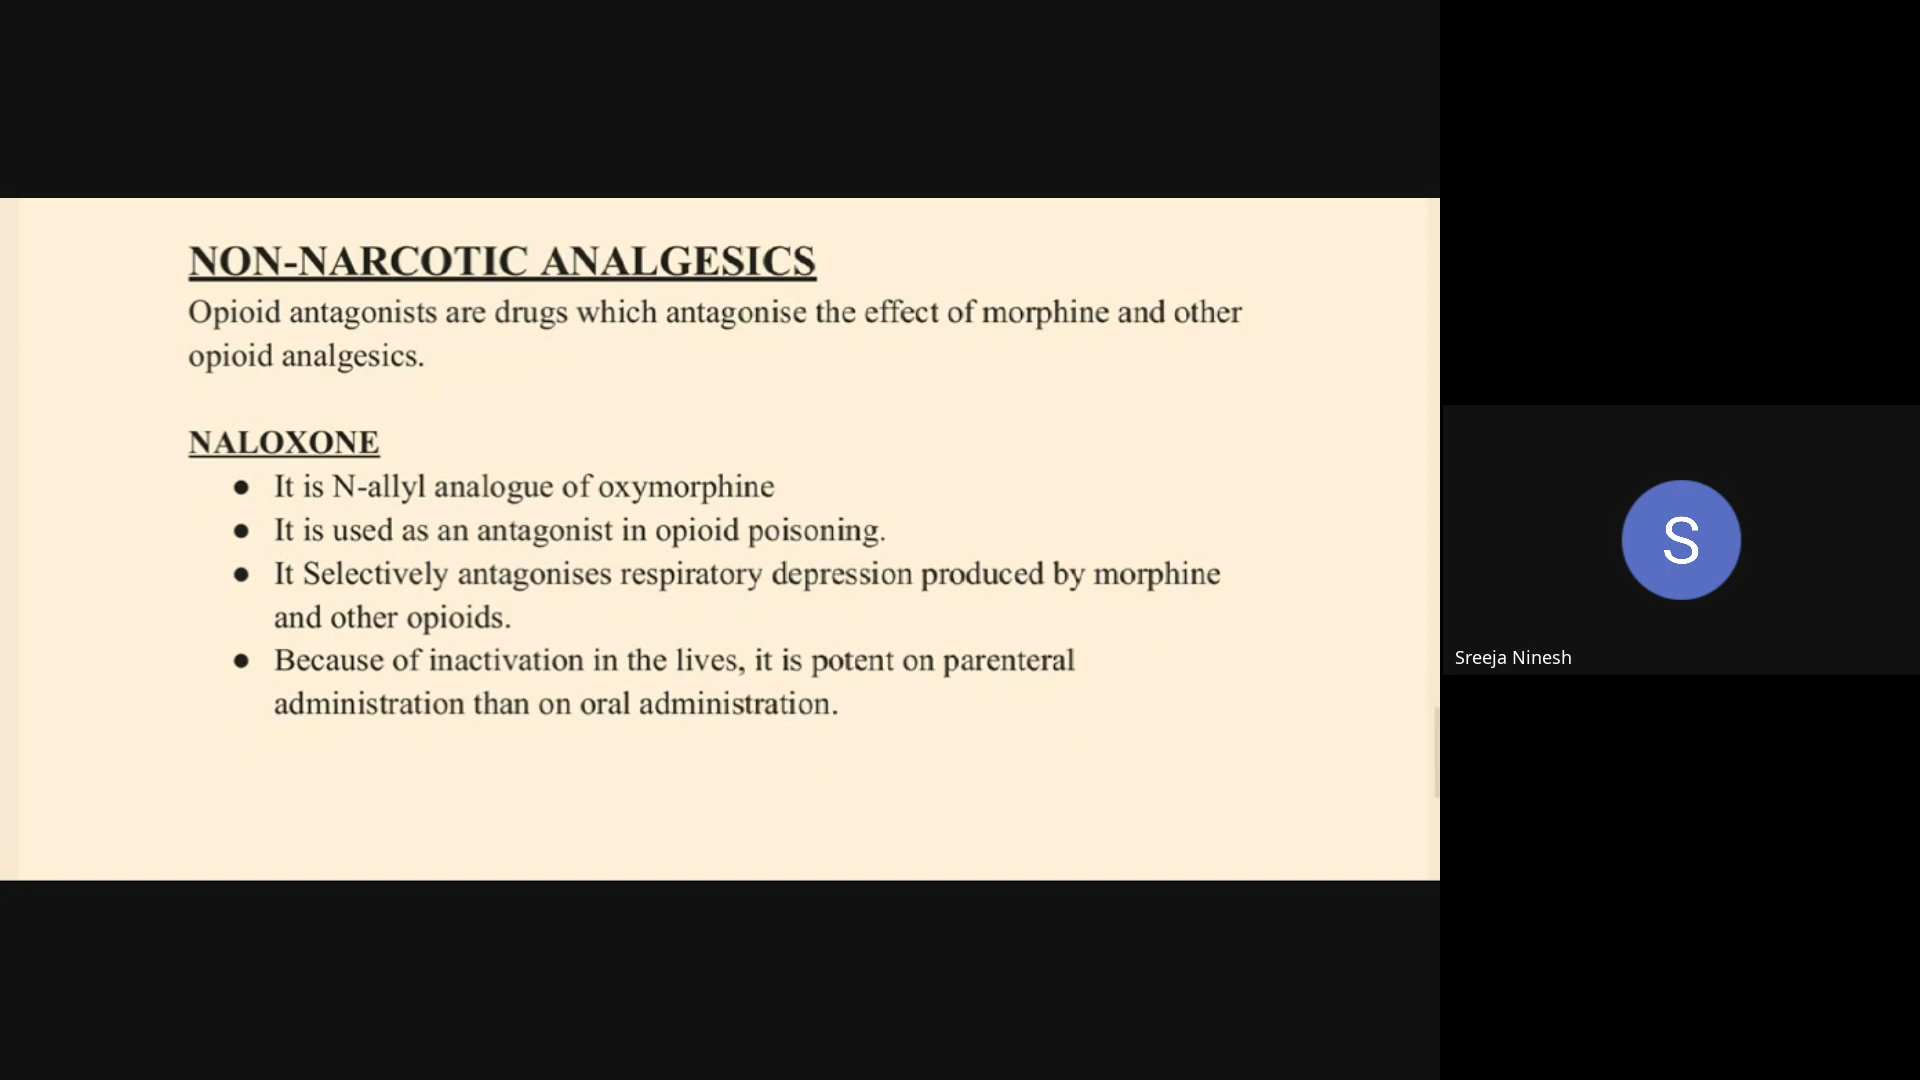 NON-NARCOTIC ANALGESICS
Opioid antagonists are drugs which antagonise the effect of morphine and other
opioid analgesics.
NALOXONE
● It is N-allyl analogue of oxymorphine
● It is used as an antagonist in opioid poisoning.
● It Selectively antagonises respiratory depression produced by morphine
and other opioids.
● Because of inactivation in the lives, it is potent on parenteral
administration than on oral administration.
S
Sreeja Ninesh